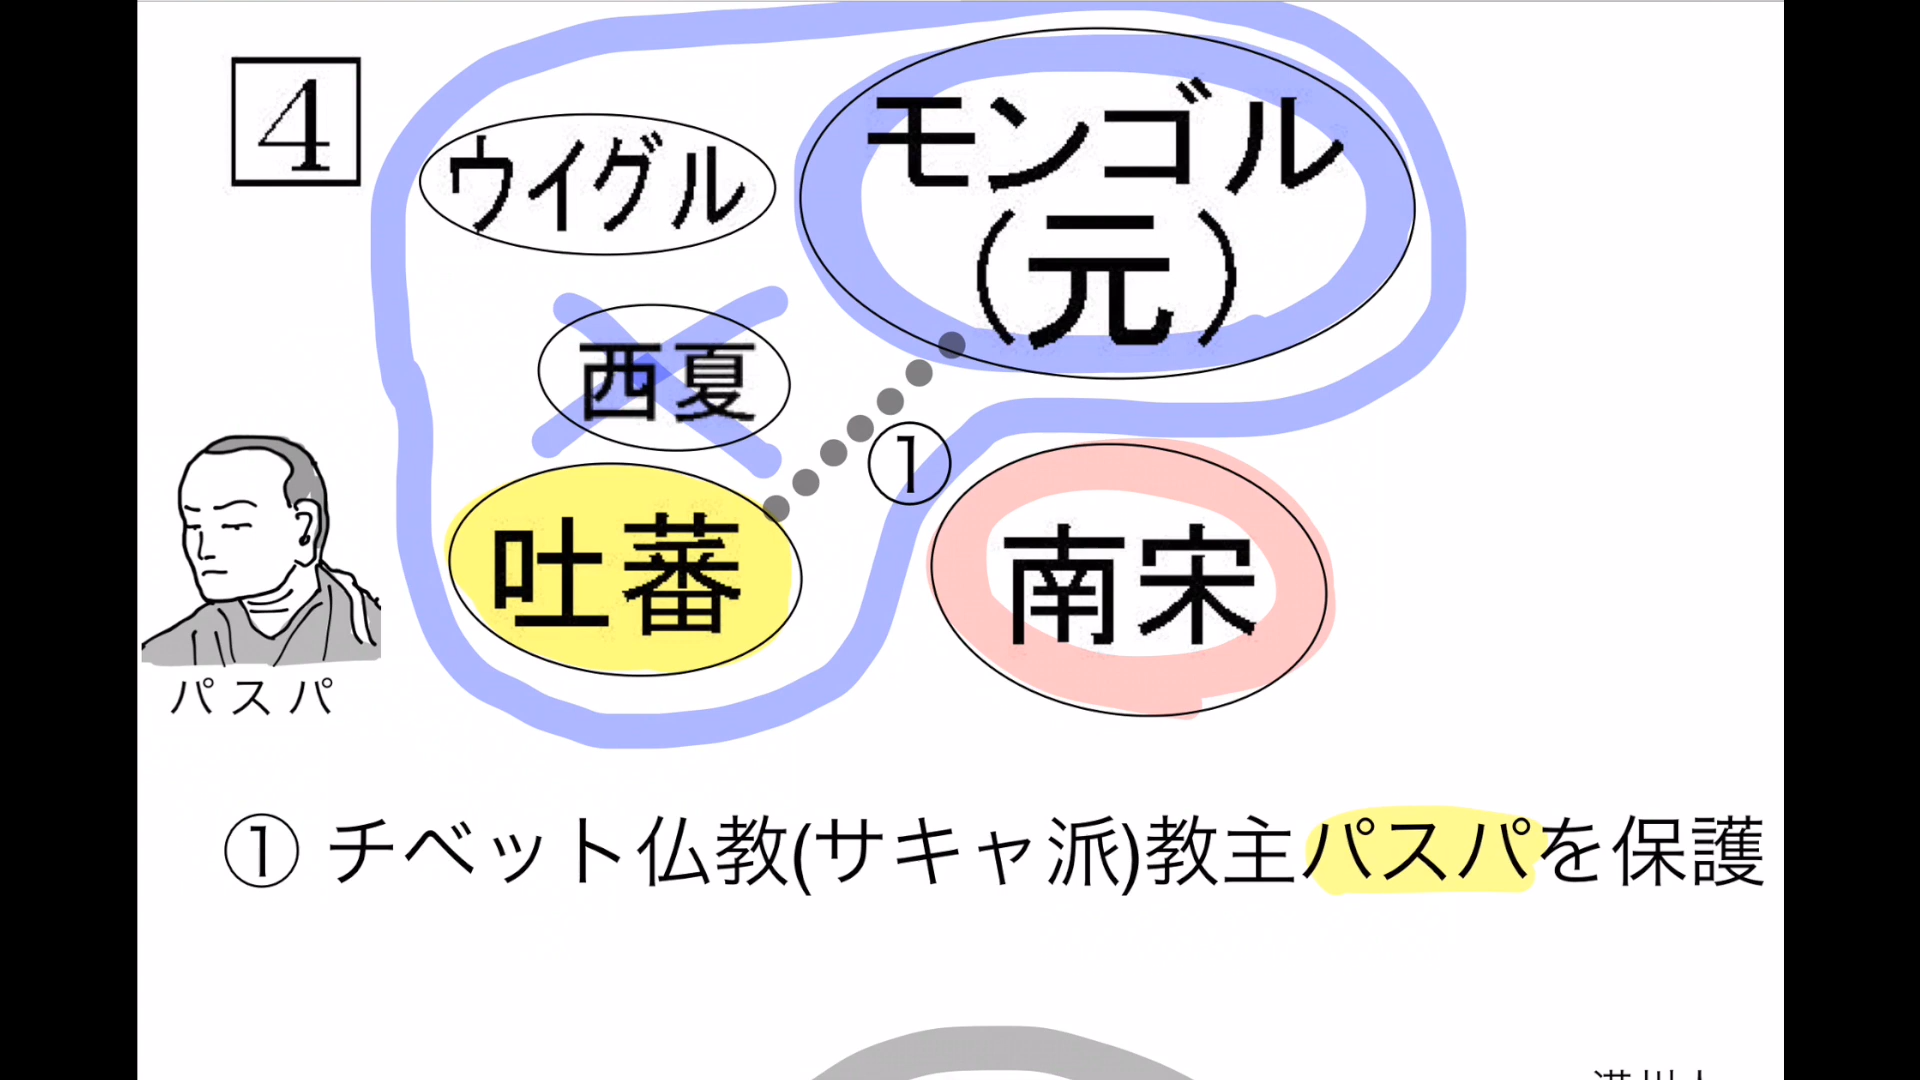 4
ウイグル
モンゴル
(元)
西夏
①
吐蕃
南宋
パスパ
① チベット仏教(サキャ派)教主パスパを保護